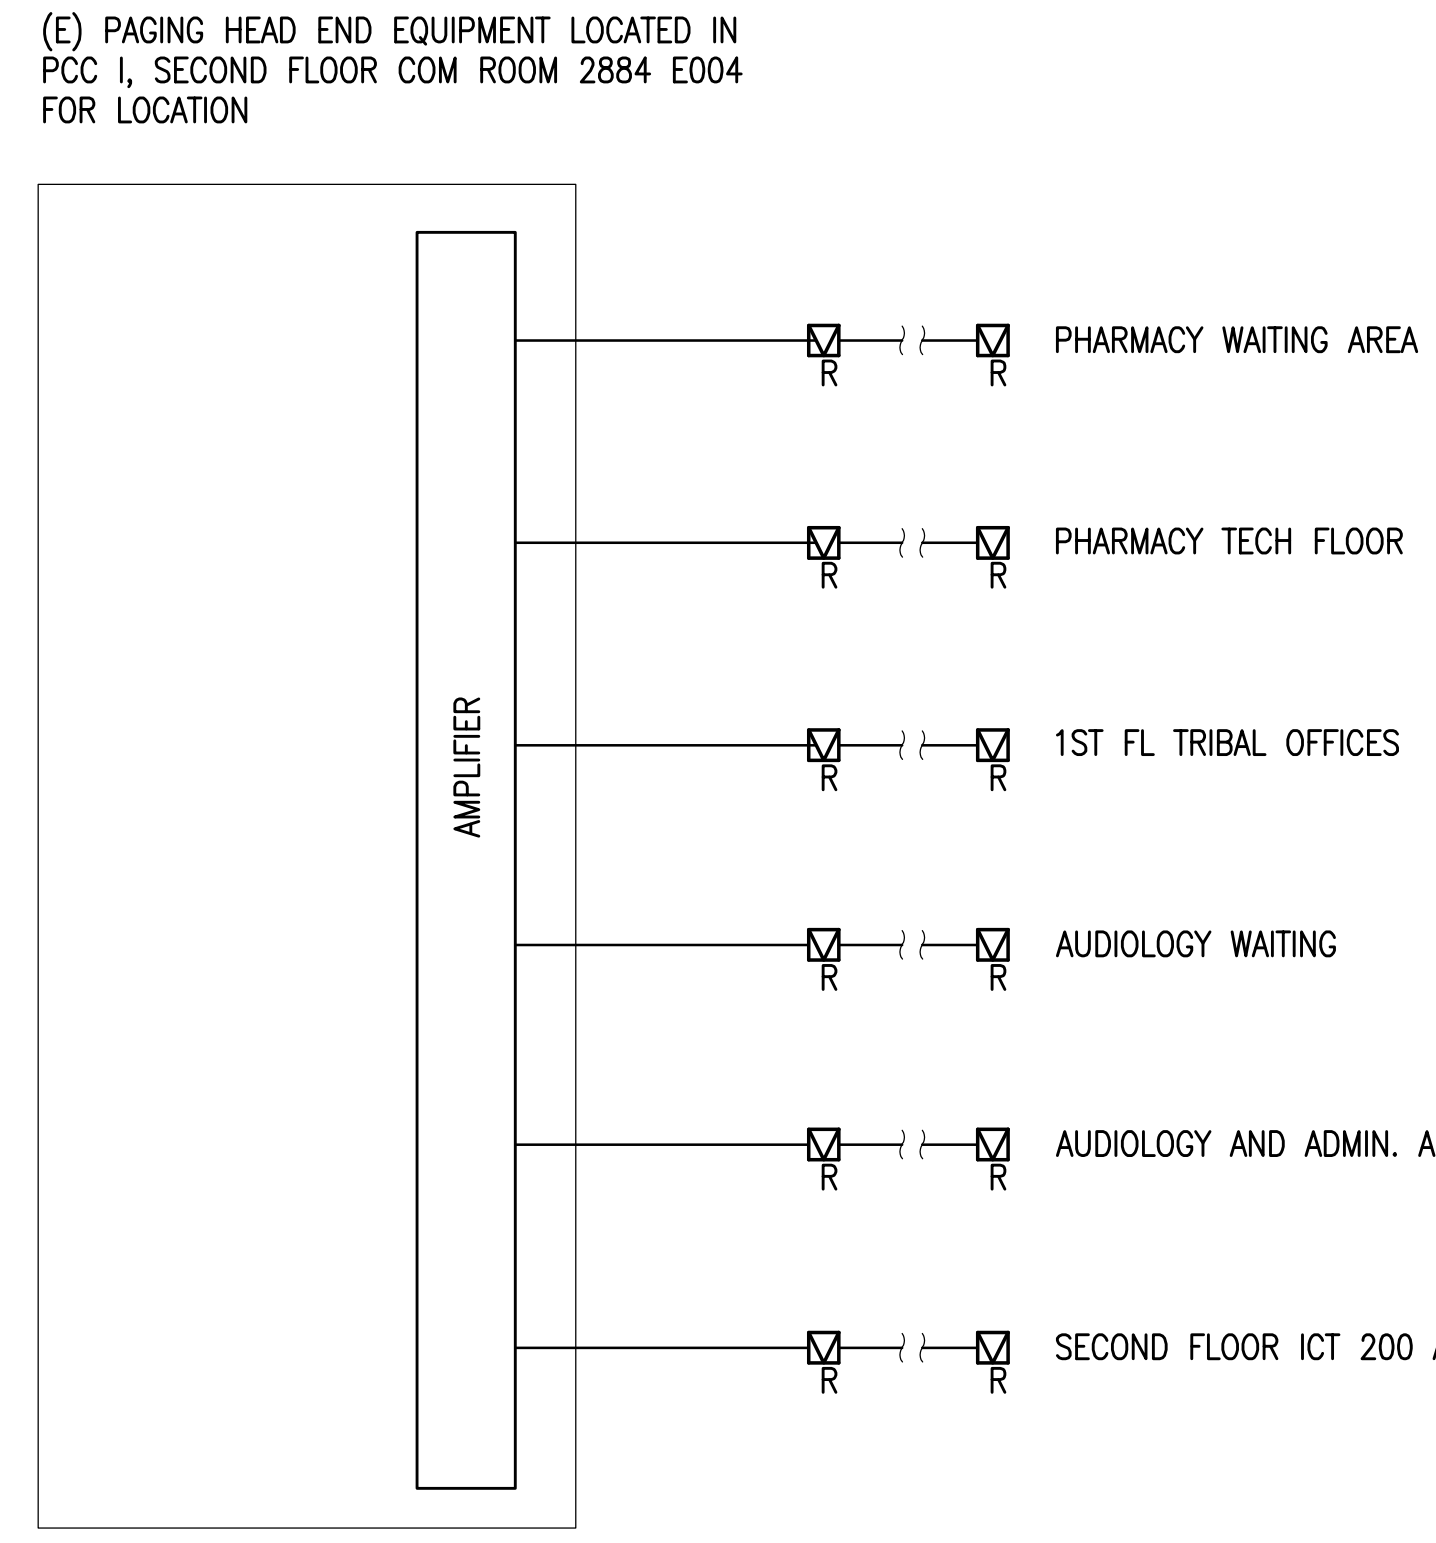 (E) PAGING HEAD END EQUIPMENT LOCATED IN
PCC I, SECOND FLOOR COM ROOM 2884 E004
FOR LOCATION
AMPLIFIER
PHARMACY WAITING AREA
R R
PHARMACY TECH FLOOR
R R
1ST FL TRIBAL OFFICES
R R
AUDIOLOGY WAITING
R R
AUDIOLOGY AND ADMIN.
R R
SECOND FLOOR ICT 200
R R